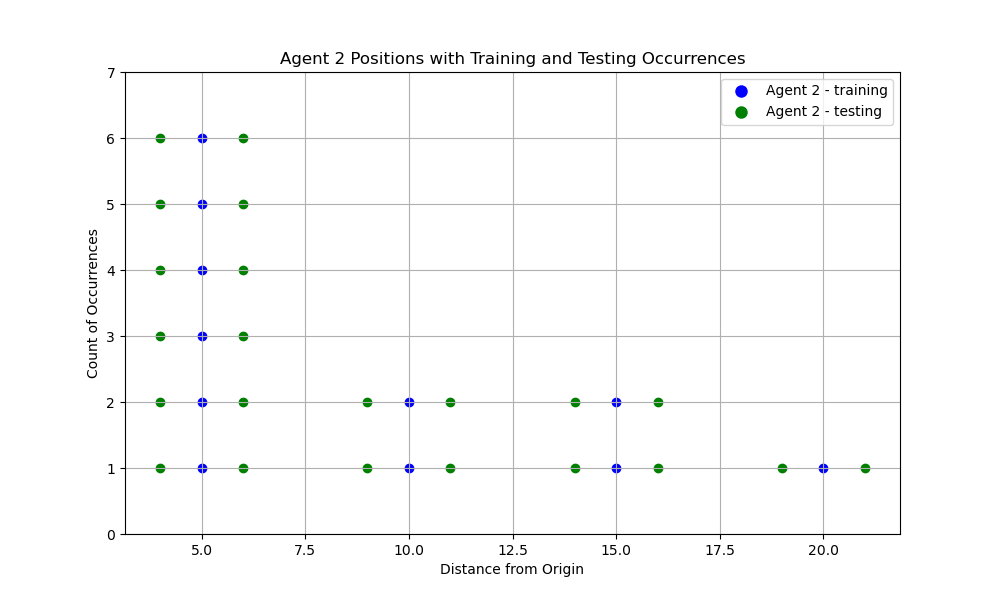 Agent 2 Positions with Training and Testing Occurrences
Agent 2 - training
Agent 2 - testing
Count of Occurrences
7
6
5
4
3
2
1
0
5.0 7.5 10.0 12.5 15.0 17.5 20.0
Distance from Origin